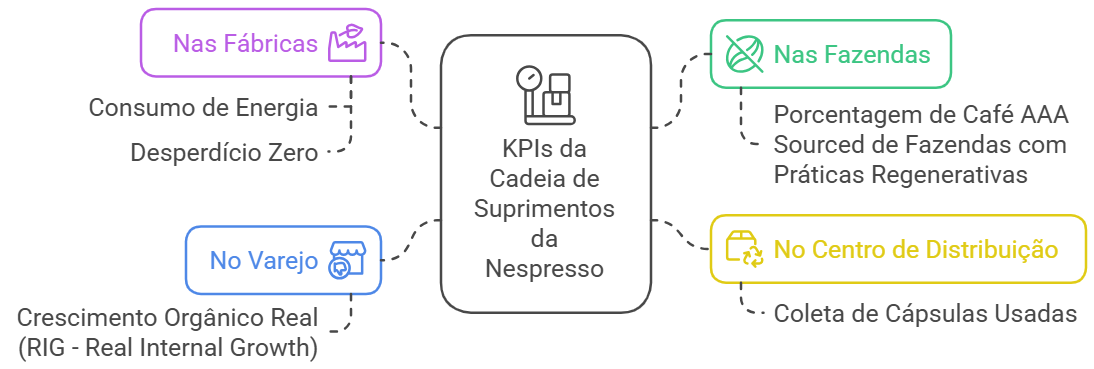 Nas Fábricas
Consumo de Energia
Desperdício Zero
No Varejo
Crescimento Orgânico Real
(RIG - Real Internal Growth)
KPIs da
Cadeia de
Suprimentos
da
Nespresso
Nas Fazendas
Porcentagem de Café AAA
Sourced de Fazendas com
Práticas Regenerativas
No Centro de Distribuição
Coleta de Cápsulas Usadas